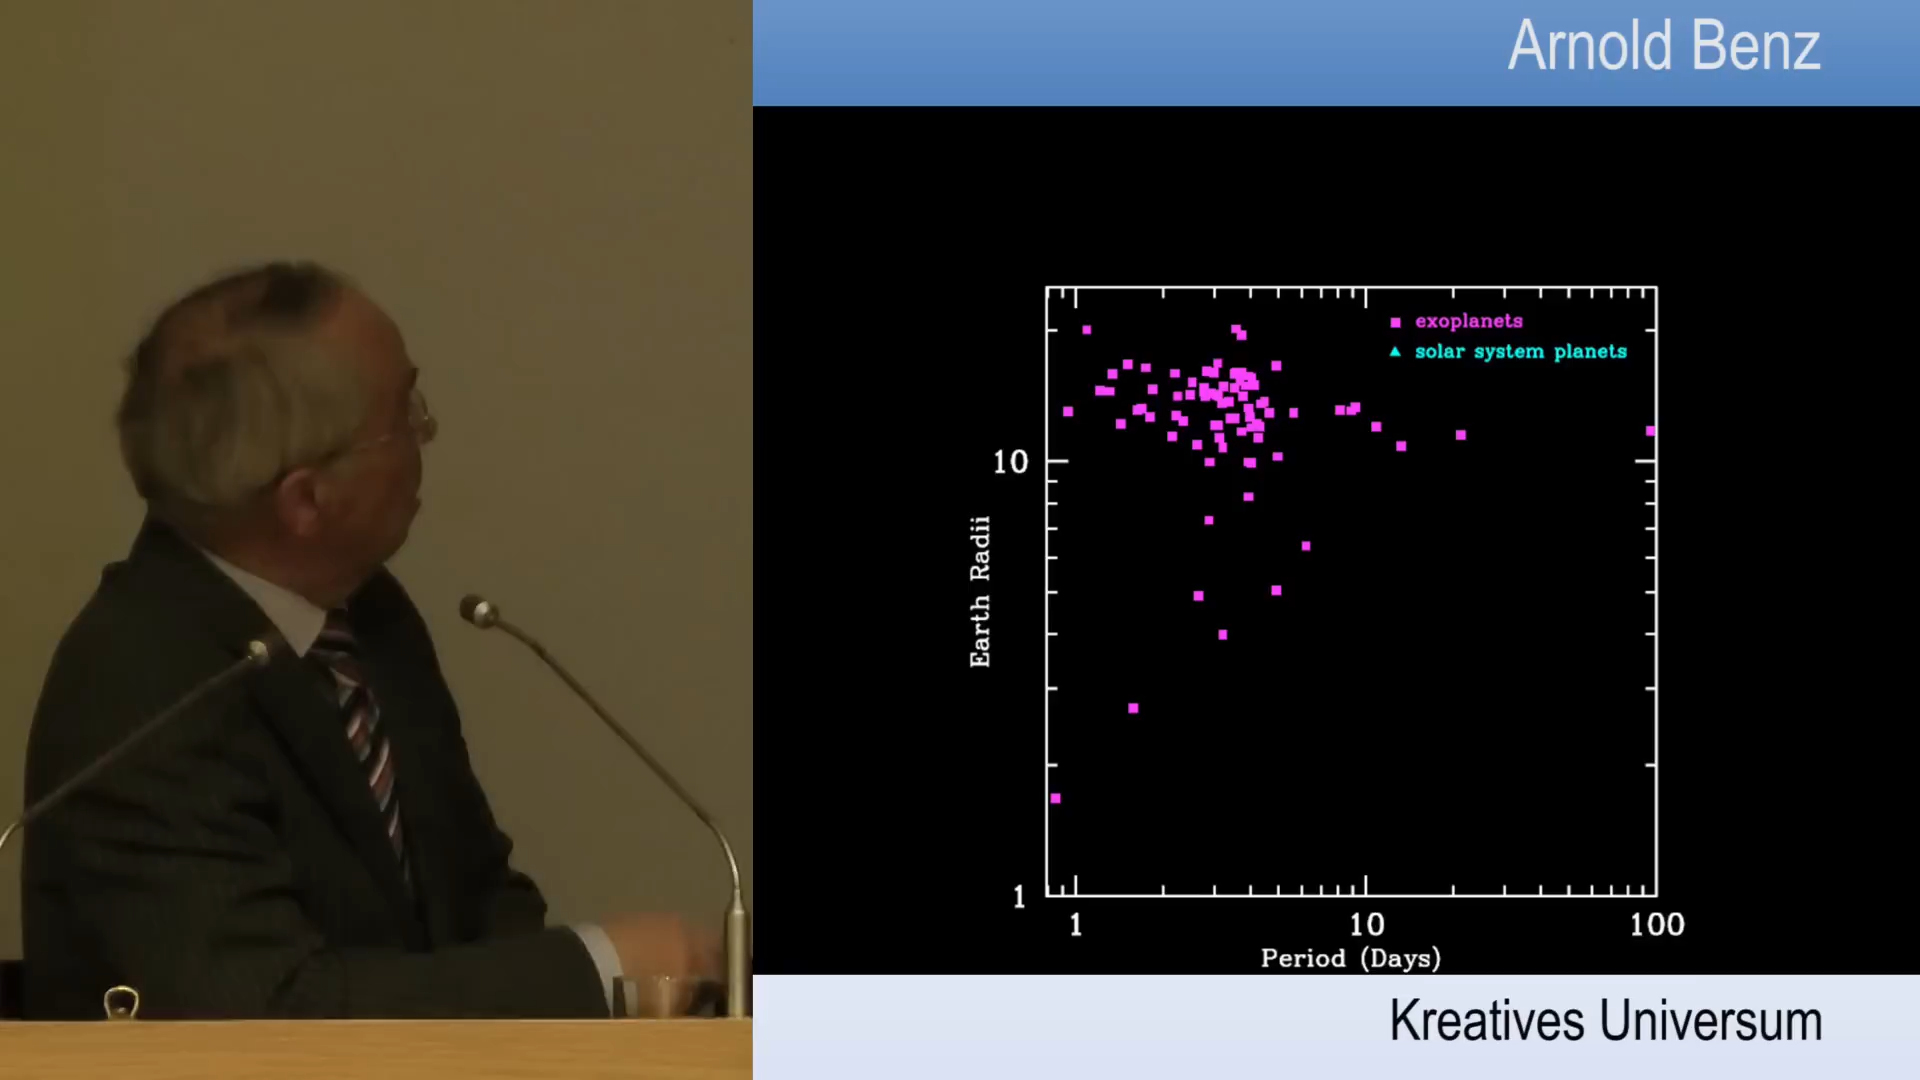 Arnold Benz
exoplanets
solar system planets
10
Earth Radii
1
1 10 100
Period (Days)
Kreatives Universum